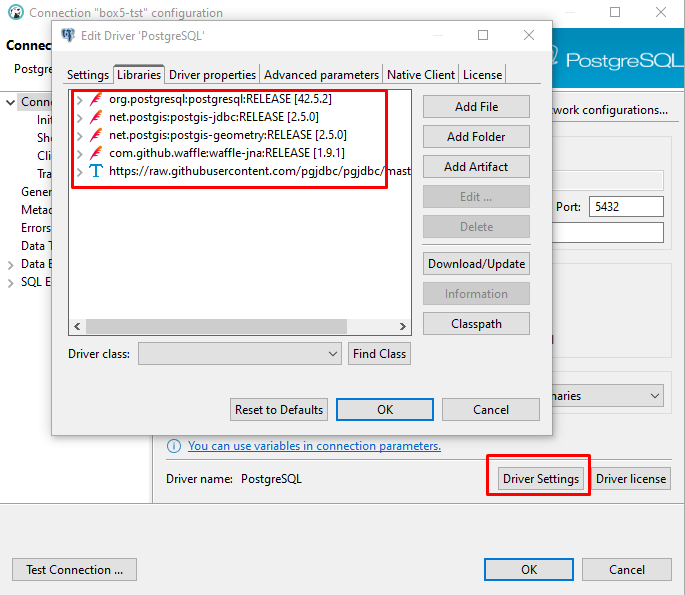 Connection "box5-tst" configuration
Edit Driver 'PostgreSQL'
Settings Libraries Driver properties Advanced parameters Native Client License
org.postgresql:postgresql:RELEASE [42.5.2]
net.postgis:postgis-jdbc:RELEASE [2.5.0]
net.postgis:postgis-geometry:RELEASE [2.5.0]
com.github.waffle:waffle-jna:RELEASE [1.9.1]
https://raw.githubusercontent.com/pgjdbc/pgjdbc/mast
Add File
Add Folder
Add Artifact
Edit ...
Delete
Download/Update
Information
Classpath
Driver class:
Find Class
Reset to Defaults
OK
Cancel
Connec
Postgre
PostgreSQL
Conne
Init
She
Clie
Tra
Gener
Metac
Errors
Data T
Data E
SQL E
work configurations...
Port: 5432
naries
You can use variables in connection parameters.
Driver name: PostgreSQL
Driver Settings
Driver license
Test Connection ...
OK
Cancel